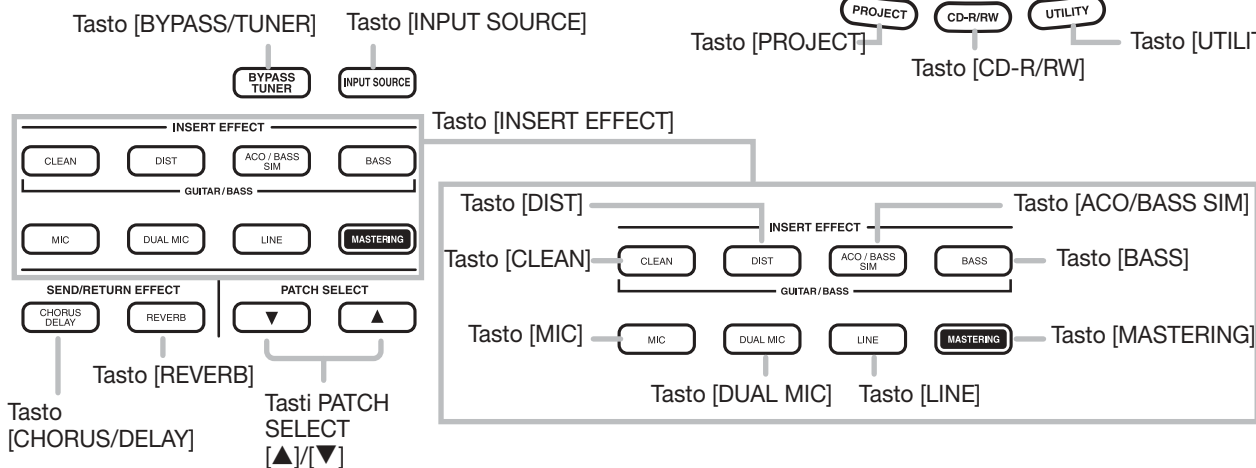 Tasto [BYPASS/TUNER]
Tasto [INPUT SOURCE]
BYPASS
TUNER
INPUT SOURCE
PROJECT
CD-R/RW
UTILITY
Tasto [PROJECT]
Tasto [CD-R/RW]
Tasto [UTILIT
INSERT EFFECT
CLEAN
DIST
ACO / BASS
SIM
BASS
GUITAR/BASS
MIC
DUAL MIC
LINE
MASTERING
SEND/RETURN EFFECT
PATCH SELECT
CHORUS
DELAY
REVERB
▼
▲
Tasto [REVERB]
Tasto
[CHORUS/DELAY]
Tasti PATCH
SELECT
[▲]/[▼]
Tasto [INSERT EFFECT]
Tasto [DIST]
Tasto [ACO/BASS SIM]
INSERT EFFECT
Tasto [CLEAN]
CLEAN
DIST
ACO / BASS
SIM
BASS
Tasto [BASS]
GUITAR/BASS
Tasto [MIC]
MIC
DUAL MIC
LINE
MASTERING
Tasto [MASTERING]
Tasto [DUAL MIC]
Tasto [LINE]